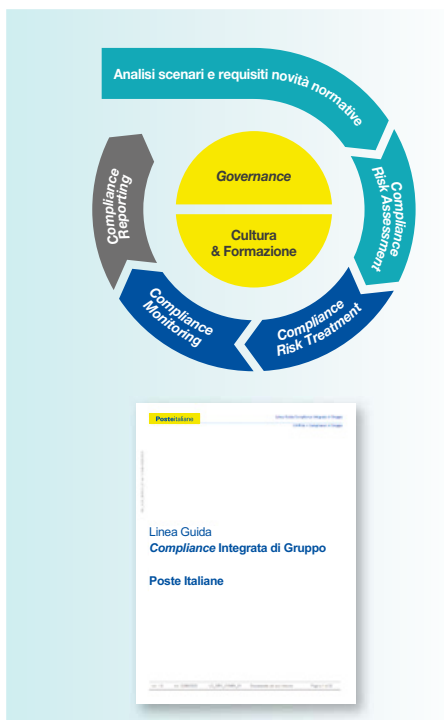 Analisi scenari e requisiti novità normative
Compliance
Risk Assessment
Compliance
Risk Treatment
Compliance
Monitoring
Compliance
Reporting
Governance
Cultura
& Formazione
Posteitaliane
Linea Guida
Compliance Integrata di Gruppo
Poste Italiane